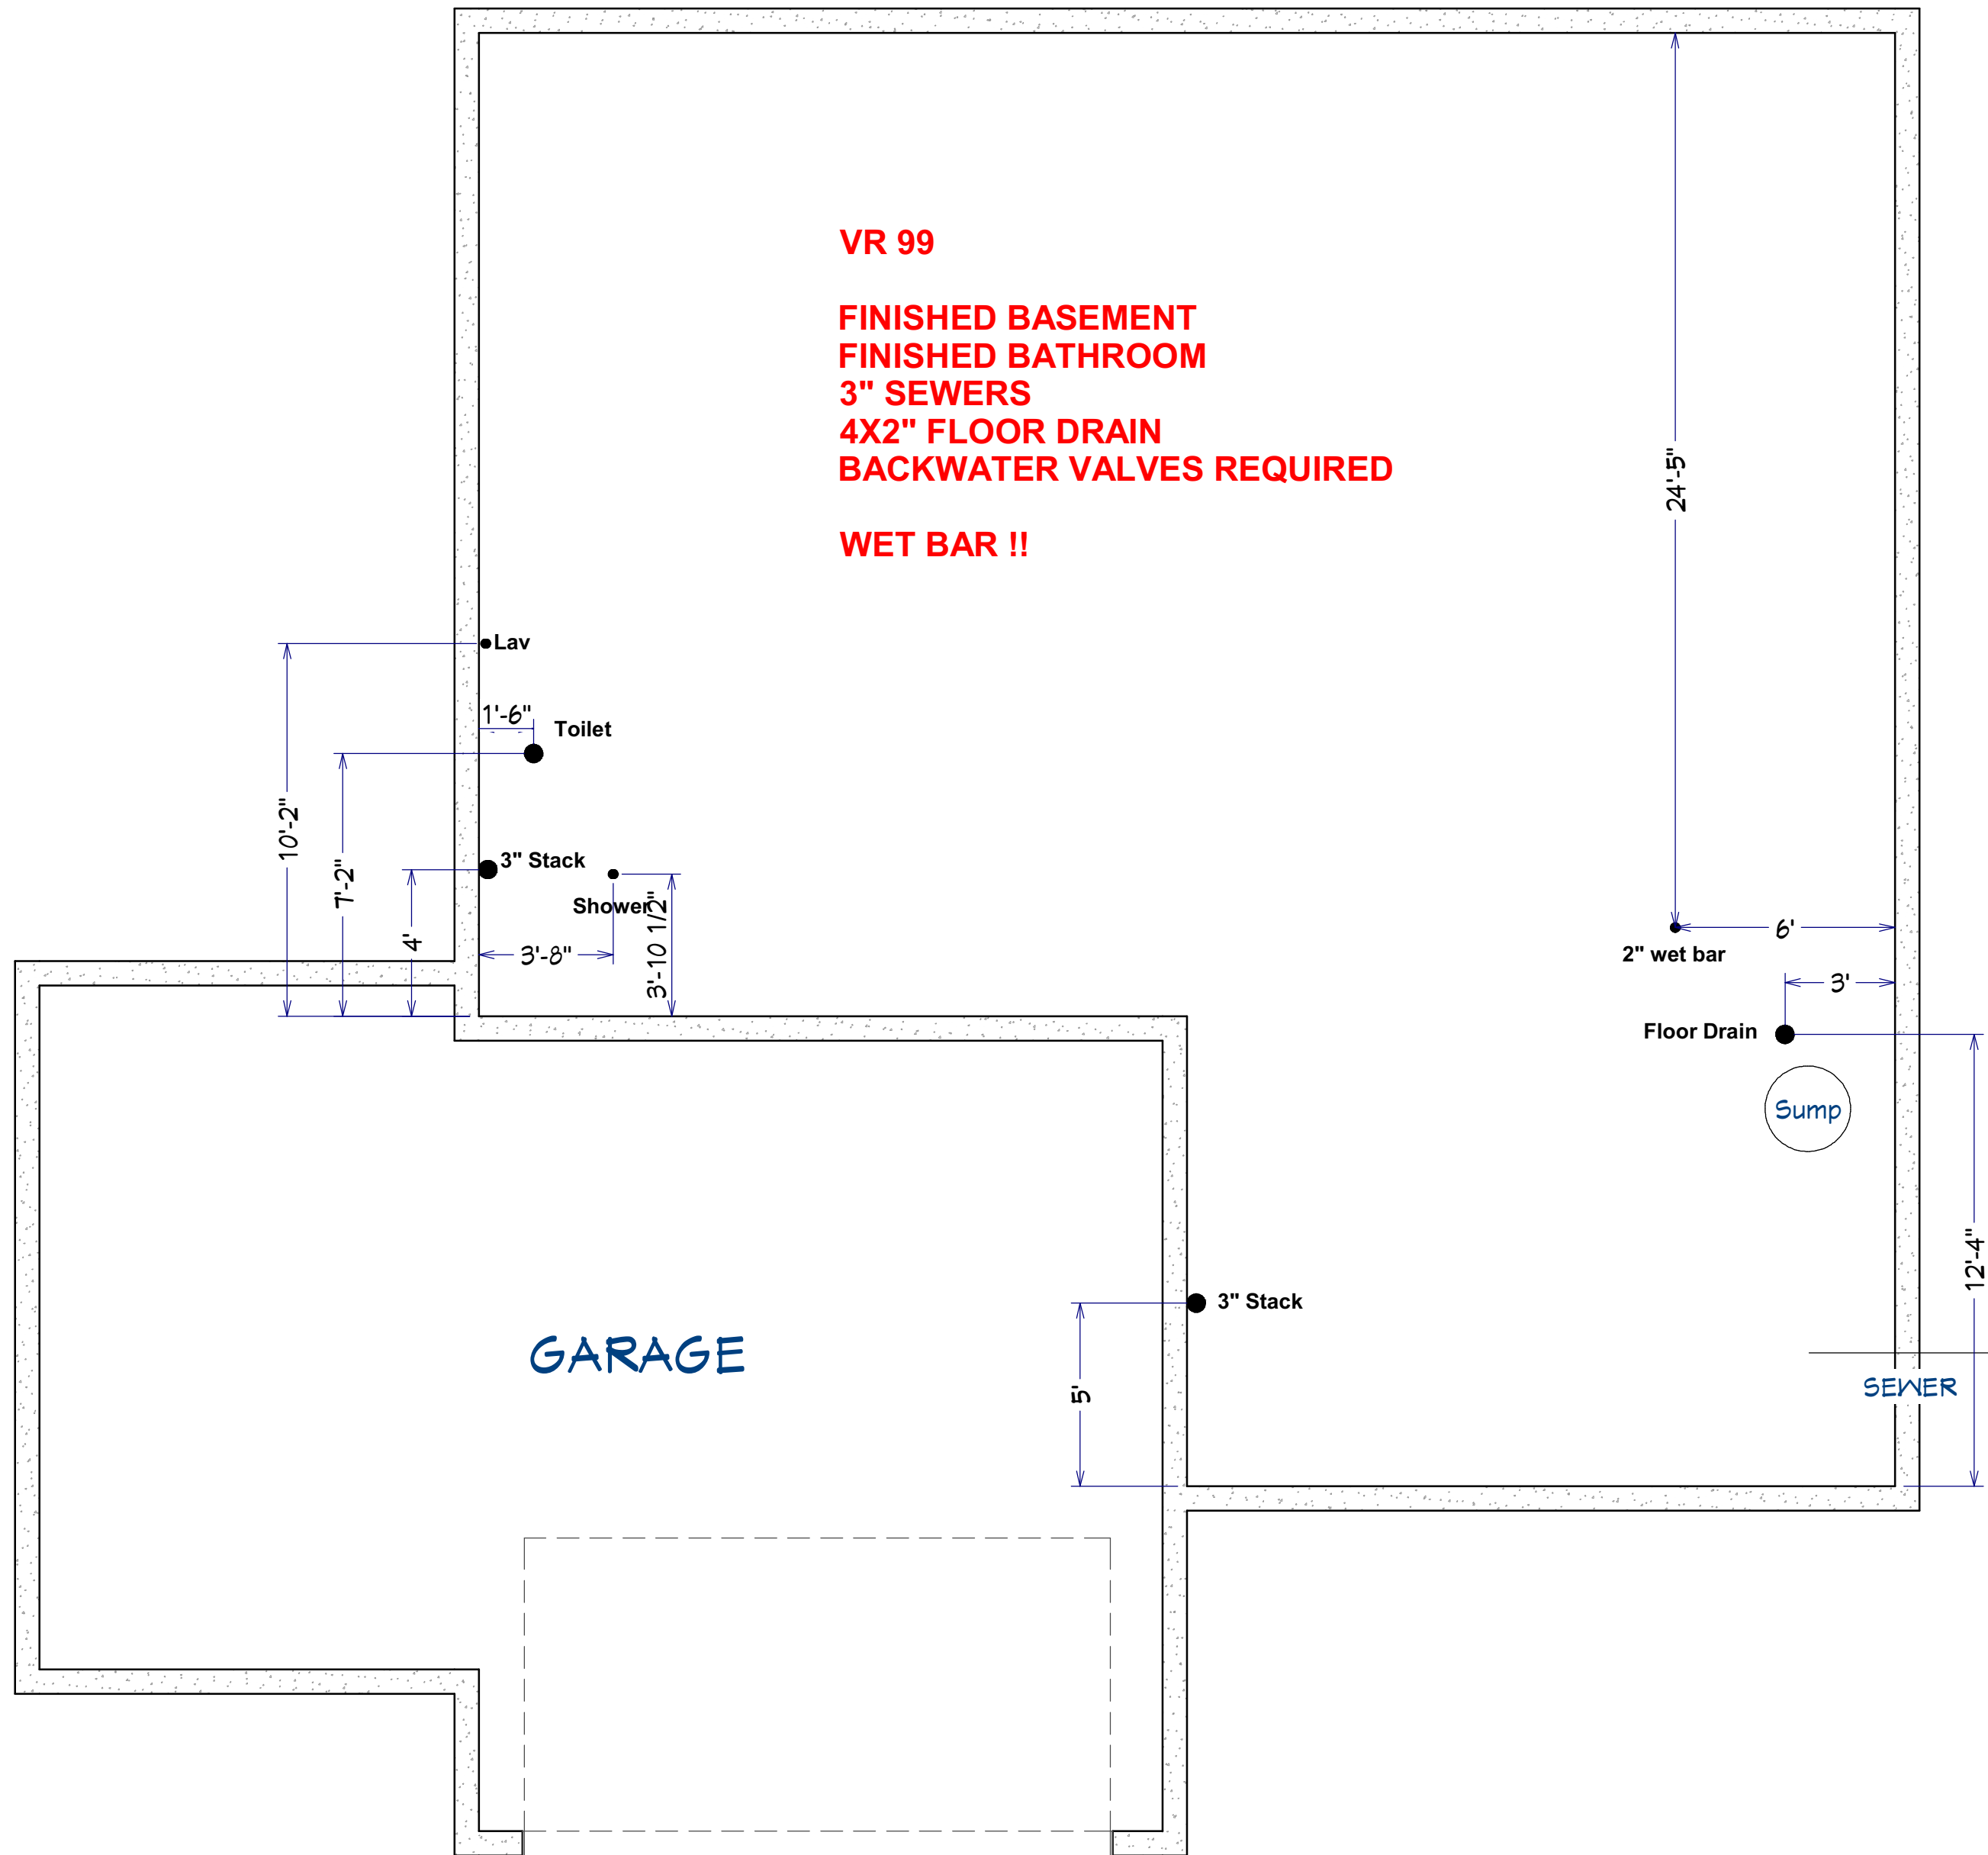 VR 99
FINISHED BASEMENT
FINISHED BATHROOM
3" SEWERS
4X2" FLOOR DRAIN
BACKWATER VALVES REQUIRED
WET BAR !!
24'-5"
Lav
1'-6"
Toilet
10'-2"
7'-2"
3" Stack
4'
Shower
3'-8"
3'-10 1/2"
6'
2" wet bar
3'
Floor Drain
Sump
12'-4"
3" Stack
GARAGE
5'
SEWER